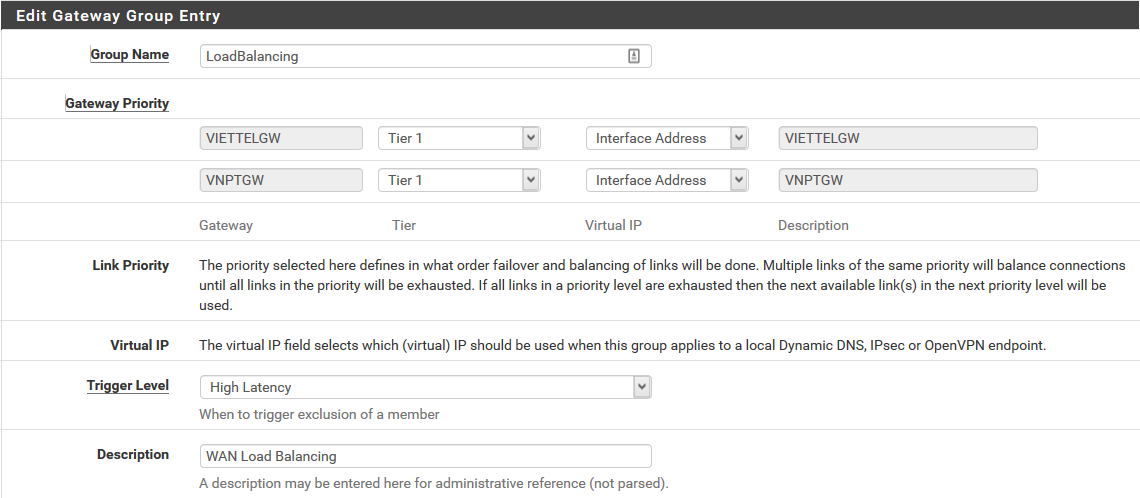 Edit Gateway Group Entry
Group Name LoadBalancing
Gateway Priority
VIETTELGW Tier 1 Interface Address VIETTELGW
VNPTGW Tier 1 Interface Address VNPTGW
Gateway Tier Virtual IP Description
Link Priority The priority selected here defines in what order failover and balancing of links will be done. Multiple links of the same priority will balance connections
until all links in the priority will be exhausted. If all links in a priority level are exhausted then the next available link(s) in the next priority level will be
used.
Virtual IP The virtual IP field selects which (virtual) IP should be used when this group applies to a local Dynamic DNS, IPsec or OpenVPN endpoint.
Trigger Level High Latency
When to trigger exclusion of a member
Description WAN Load Balancing
A description may be entered here for administrative reference (not parsed).